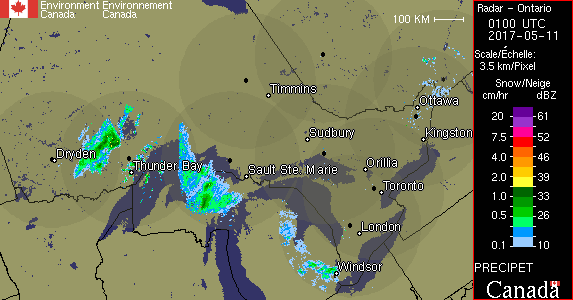 Environment Environnement
Canada Canada
100 KM
Timmins
Ottawa
Sudbury
Kingston
Dryden
Thunder Bay
Sault Ste. Marie
Orillia
Toronto
London
Windsor
Radar - Ontario
0100 UTC
2017-05-11
Scale/Échelle:
3.5 km/Pixel
Snow/Neige
cm/hr dBZ
20 61
7.5 52
4.0 46
2.0 39
1.0 33
0.5 26
0.1 10
PRECIPET
Canada